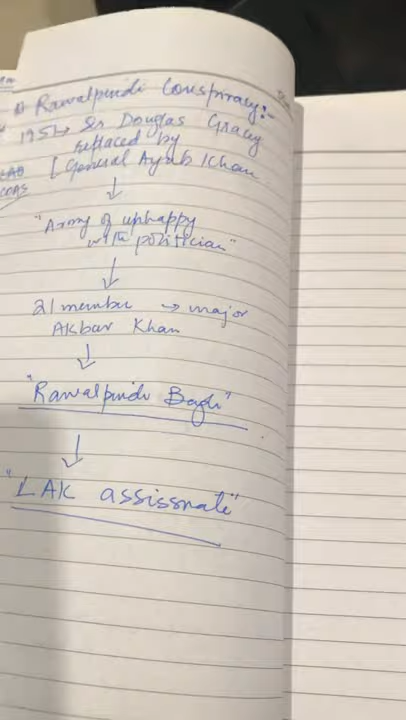 Rawalpindi Conspiracy:-
1951 → Sir Douglas Gracey
replaced by
[ General Ayub Khan
COAS
↓
"Army of unhappy
with politician"
↓
21 member → major
Akbar Khan
↓
"Rawalpindi Bagh"
↓
"LAK assissnate"